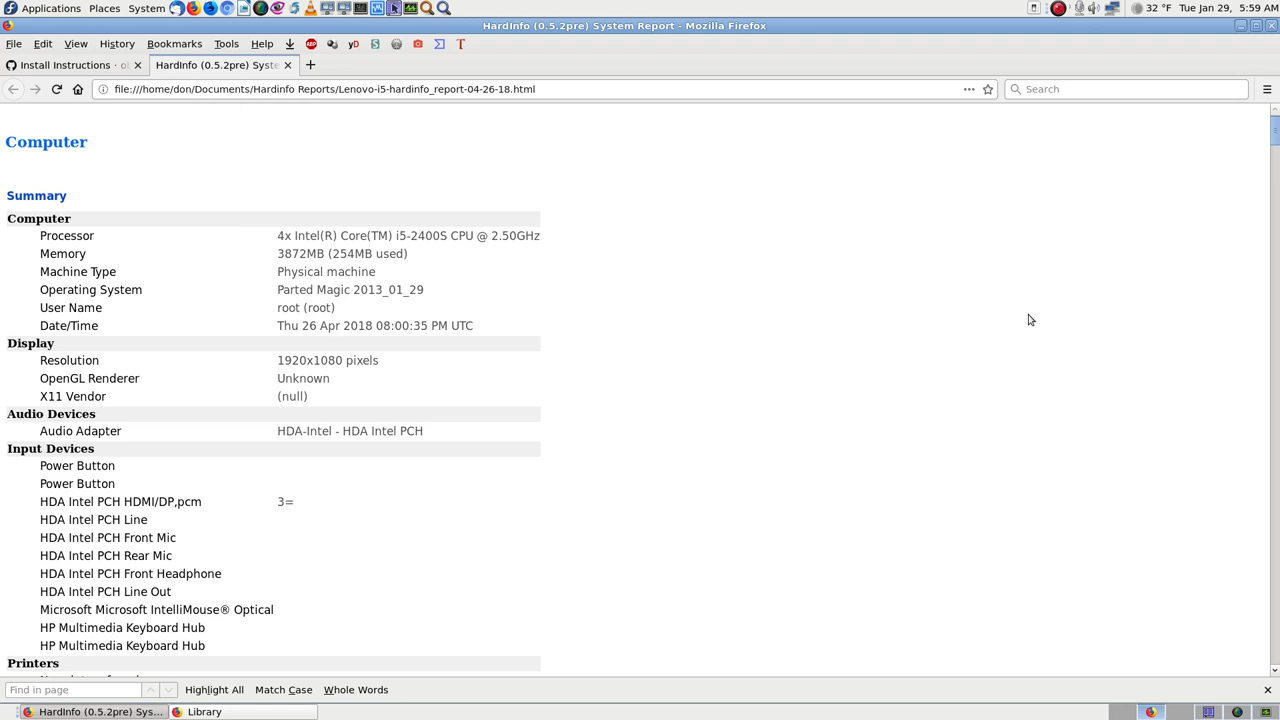 Applications Places System 32 °F Tue Jan 29, 5:59 AM
HardInfo (0.5.2pre) System Report - Mozilla Firefox
File Edit View History Bookmarks Tools Help ABP yD S T
Install Instructions · HardInfo (0.5.2pre) Syste
file:///home/don/Documents/Hardinfo Reports/Lenovo-i5-hardinfo_report-04-26-18.html Search
Computer
Summary
Computer
Processor 4x Intel(R) Core(TM) i5-2400S CPU @ 2.50GHz
Memory 3872MB (254MB used)
Machine Type Physical machine
Operating System Parted Magic 2013_01_29
User Name root (root)
Date/Time Thu 26 Apr 2018 08:00:35 PM UTC
Display
Resolution 1920x1080 pixels
OpenGL Renderer Unknown
X11 Vendor (null)
Audio Devices
Audio Adapter HDA-Intel - HDA Intel PCH
Input Devices
Power Button
Power Button
HDA Intel PCH HDMI/DP,pcm 3=
HDA Intel PCH Line
HDA Intel PCH Front Mic
HDA Intel PCH Rear Mic
HDA Intel PCH Front Headphone
HDA Intel PCH Line Out
Microsoft Microsoft IntelliMouse® Optical
HP Multimedia Keyboard Hub
HP Multimedia Keyboard Hub
Printers
Find in page Highlight All Match Case Whole Words
HardInfo (0.5.2pre) Sys... Library